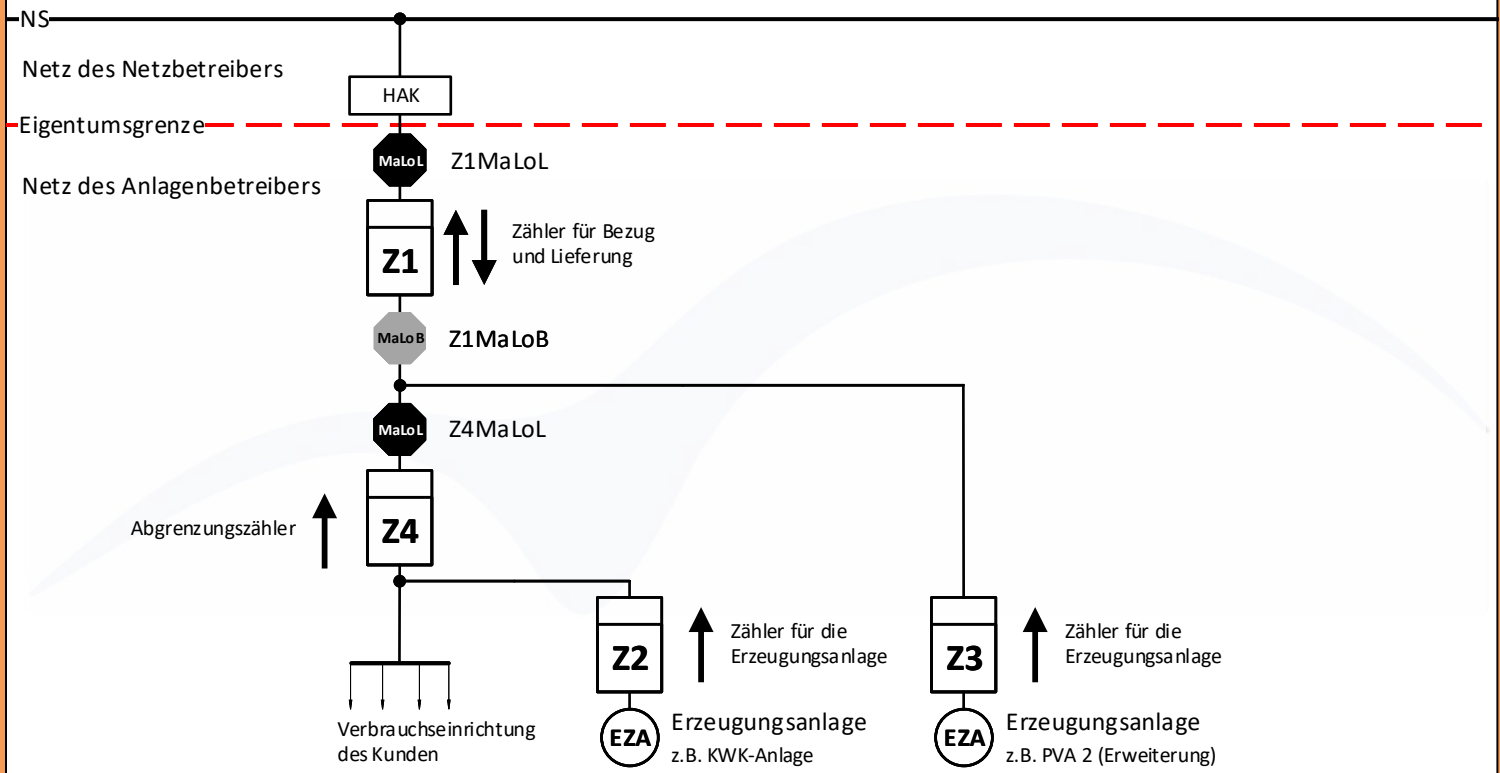 NS
Netz des Netzbetreibers
HAK
Eigentumsgrenze
MaLoL
Z1MaLoL
Netz des Anlagenbetreibers
Z1
Zähler für Bezug
und Lieferung
MaLoB
Z1MaLoB
MaLoL
Z4MaLoL
Abgrenzungszähler
Z4
Z2
Zähler für die
Erzeugungsanlage
Z3
Zähler für die
Erzeugungsanlage
Verbrauchseinrichtung
des Kunden
EZA
Erzeugungsanlage
z.B. KWK-Anlage
EZA
Erzeugungsanlage
z.B. PVA 2 (Erweiterung)